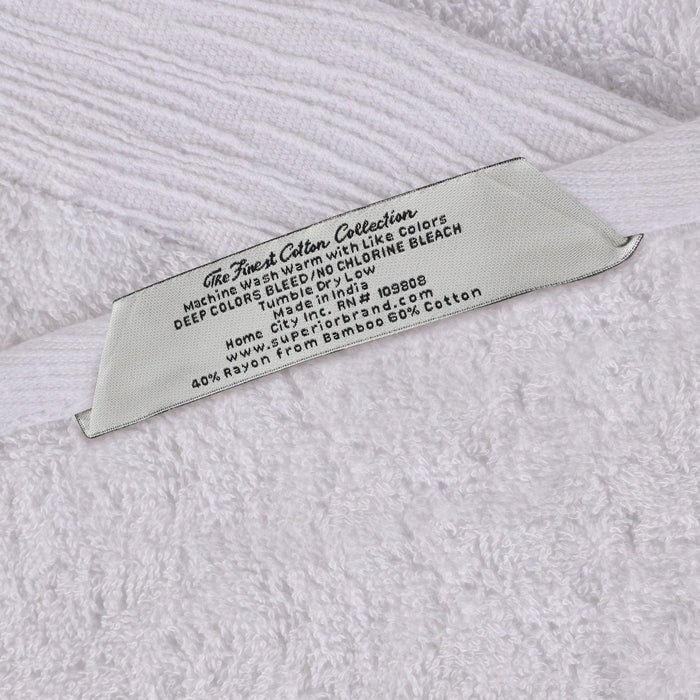 The Finest Cotton Collection
Machine Wash Warm with Like Colors
DEEP COLORS BLEED/NO CHLORINE BLEACH
Tumble Dry Low
Made in India
Home City Inc. RN# 109808
www.superiorbrand.com
40% Rayon from Bamboo 60% Cotton